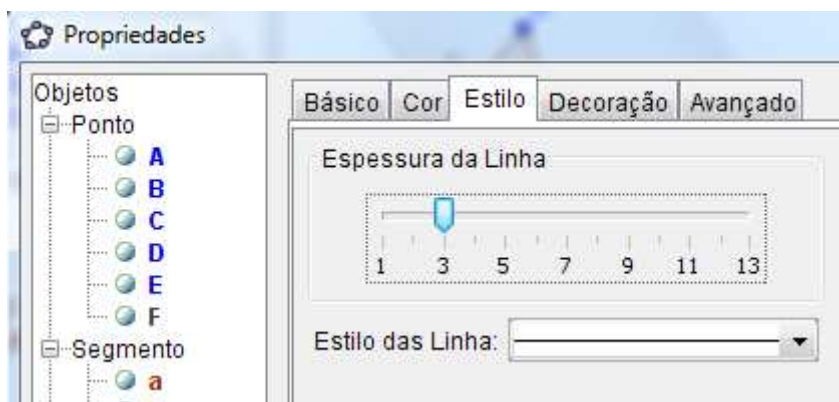 Propriedades
Objetos
Ponto
A
B
C
D
E
F
Segmento
a
Básico Cor Estilo Decoração Avançado
Espessura da Linha
1 3 5 7 9 11 13
Estilo das Linha: